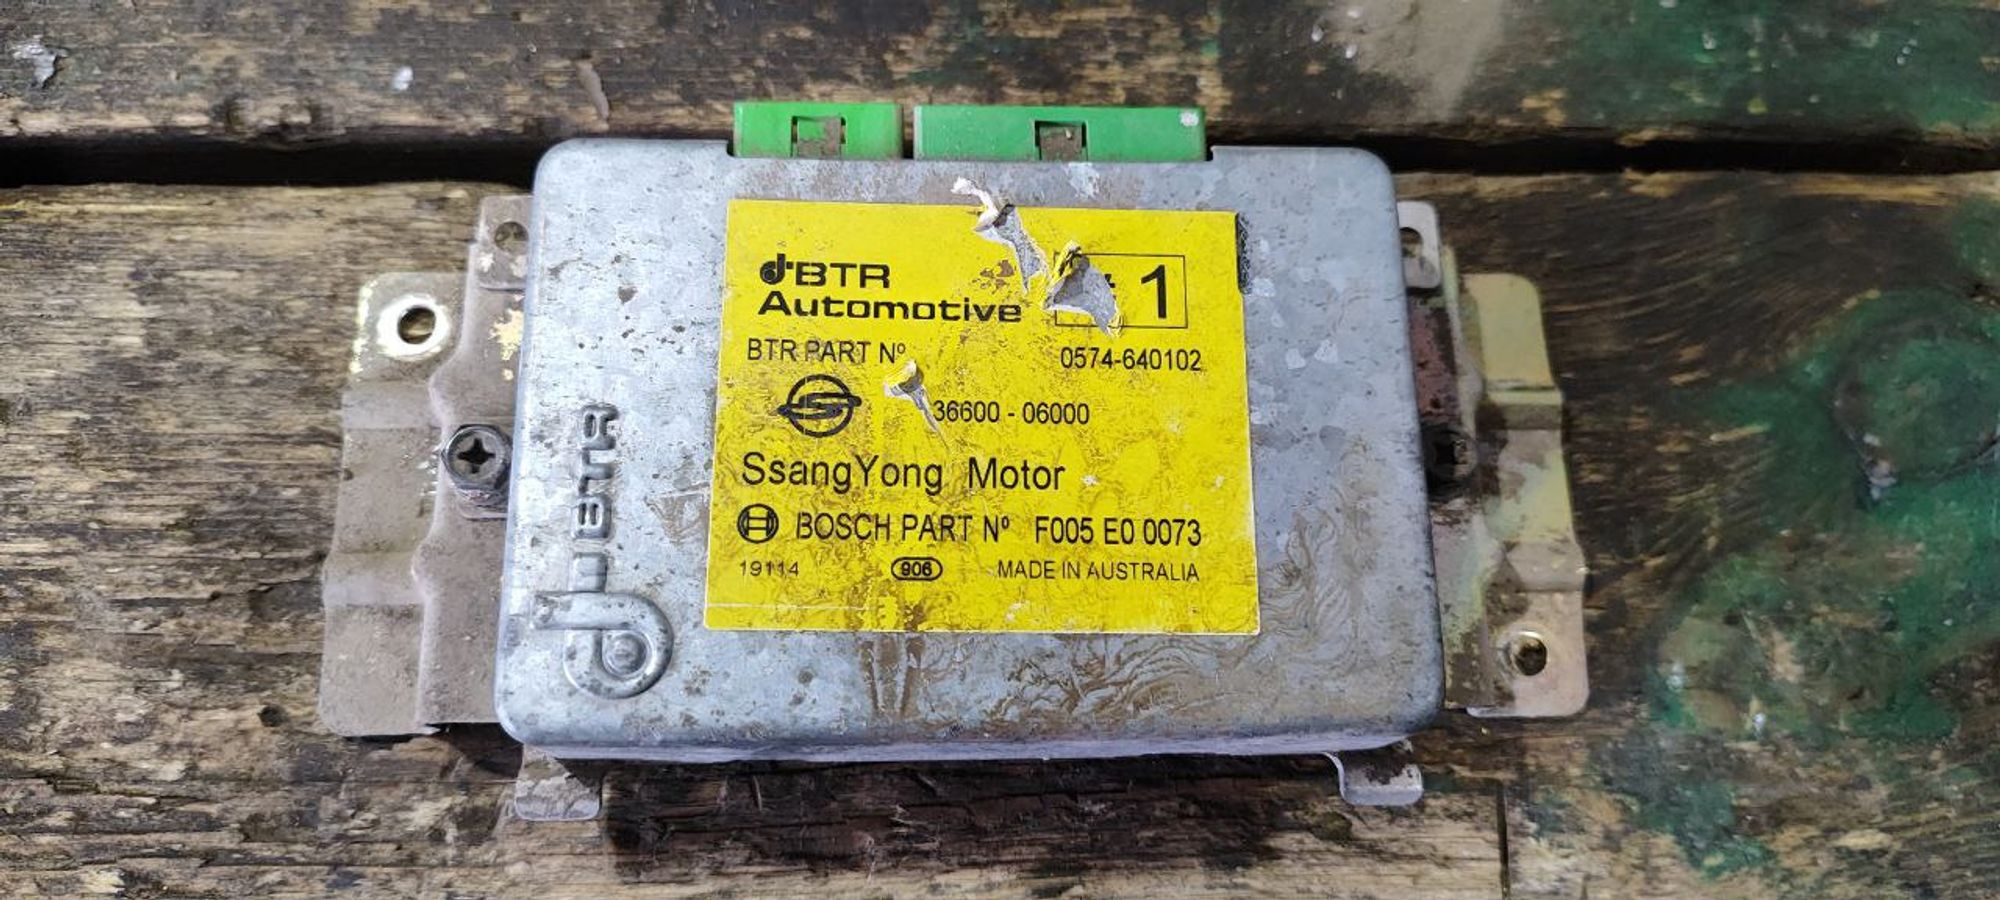 BTR
Automotive
1
BTR PART Nº 0574-640102
36600 - 06000
SsangYong Motor
BOSCH PART Nº F005 E0 0073
19114 906 MADE IN AUSTRALIA
BTR